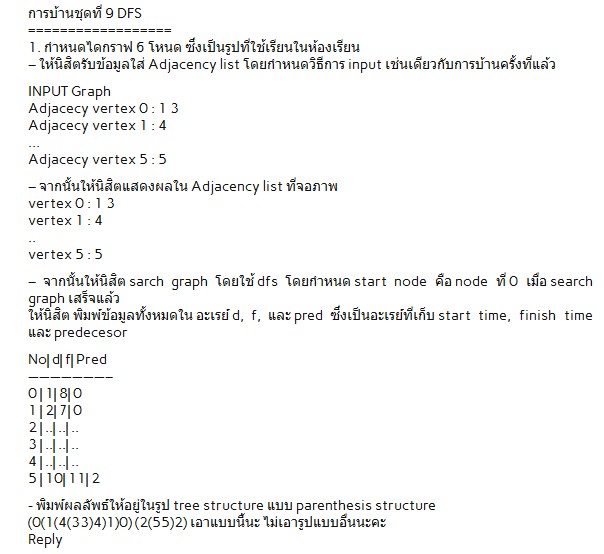 การบ้านชุดที่ 9 DFS
==================
1. กำหนดไดกราฟ 6 โหนด ซึ่งเป็นรูปที่ใช้เรียนในห้องเรียน
– ให้นิสิตรับข้อมูลใส่ Adjacency list โดยกำหนดวิธีการ input เช่นเดียวกับการบ้านครั้งที่แล้ว
INPUT Graph
Adjacecy vertex 0 : 1 3
Adjacecy vertex 1 : 4
...
Adjacecy vertex 5 : 5
– จากนั้นให้นิสิตแสดงผลใน Adjacency list ที่จอภาพ
vertex 0 : 1 3
vertex 1 : 4
..
vertex 5 : 5
– จากนั้นให้นิสิต sarch graph โดยใช้ dfs โดยกำหนด start node คือ node ที่ 0 เมื่อ search
graph เสร็จแล้ว
ให้นิสิต พิมพ์ข้อมูลทั้งหมดใน อะเรย์ d, f, และ pred ซึ่งเป็นอะเรย์ที่เก็บ start time, finish time
และ predecesor
No| d| f| Pred
————————–
0 | 1| 8| 0
1 | 2| 7| 0
2 | ..| ..| ..
3 | ..| ..| ..
4 | ..| ..| ..
5 | 10| 11| 2
- พิมพ์ผลลัพธ์ให้อยู่ในรูป tree structure แบบ parenthesis structure
(0(1(4(33)4)1)0) (2(55)2) เอาแบบนี้นะ ไม่เอารูปแบบอื่นนะคะ
Reply